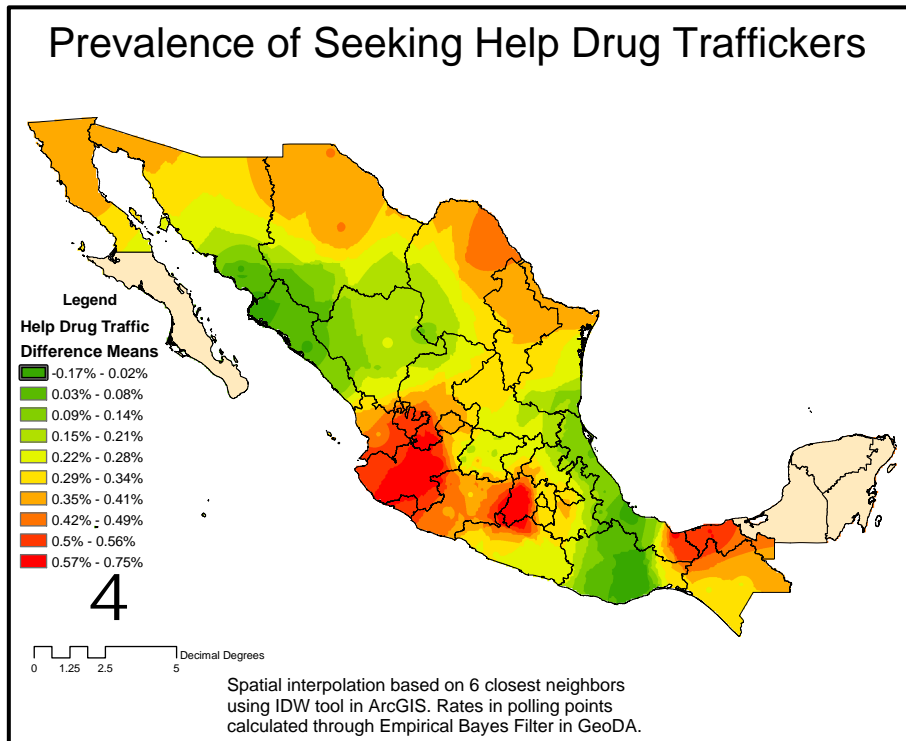 Prevalence of Seeking Help Drug Traffickers
Legend
Help Drug Traffic
Difference Means
-0.17% - 0.02%
0.03% - 0.08%
0.09% - 0.14%
0.15% - 0.21%
0.22% - 0.28%
0.29% - 0.34%
0.35% - 0.41%
0.42% - 0.49%
0.5% - 0.56%
0.57% - 0.75%
4
Decimal Degrees
0 1.25 2.5 5
Spatial interpolation based on 6 closest neighbors
using IDW tool in ArcGIS. Rates in polling points
calculated through Empirical Bayes Filter in GeoDA.